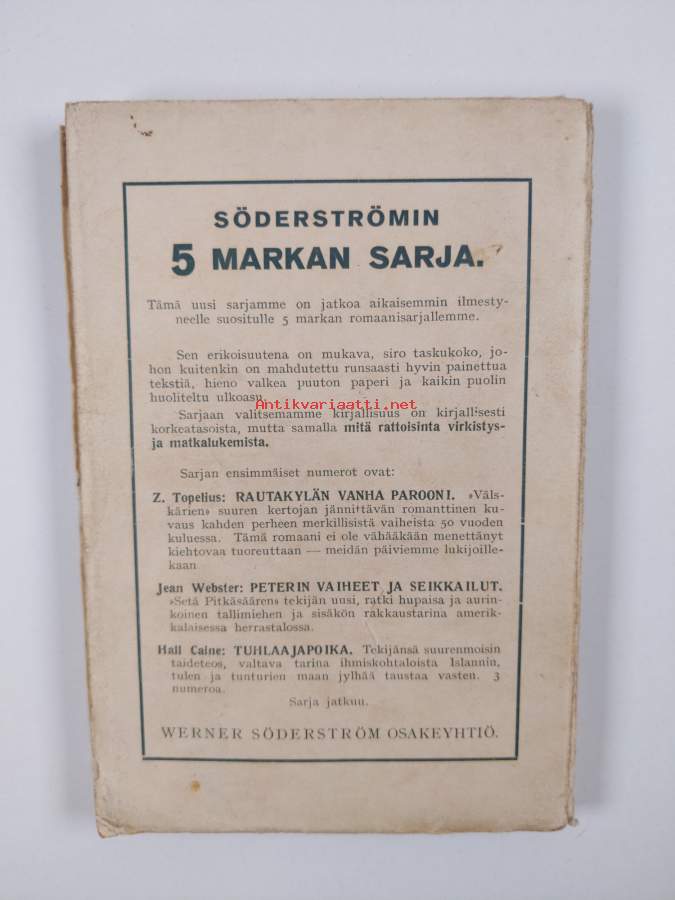 SÖDERSTRÖMIN
5 MARKAN SARJA.
Tämä uusi sarjamme on jatkoa aikaisemmin ilmesty-
neelle suositulle 5 markan romaanisarjallemme.
Sen erikoisuutena on mukava, siro taskukoko, jo-
hon kuitenkin on mahdutettu runsaasti hyvin painettua
tekstiä, hieno valkea puuton paperi ja kaikin puolin
huoliteltu ulkoasu.
Antikvariaatti.net
Sarjaan valitsemamme kirjallisuus on kirjallisesti
korkeatasoista, mutta samalla mitä rattoisinta virkistys-
ja matkalukemista.
Sarjan ensimmäiset numerot ovat:
Z. Topelius: RAUTAKYLÄN VANHA PAROONI. »Väls-
kärien» suuren kertojan jännittävän romanttinen ku-
vaus kahden perheen merkillisistä vaiheista 50 vuoden
kuluessa. Tämä romaani ei ole vähääkään menettänyt
kiehtovaa tuoreuttaan — meidän päiviemme lukijoille-
kaan
Jean Webster: PETERIN VAIHEET JA SEIKKAILUT.
»Setä Pitkäsäären» tekijän uusi, ratki hupaisa ja aurin-
koinen tallimiehen ja sisäkön rakkaustarina amerik-
kalaisessa herrastalossa.
Hall Caine: TUHLAAJAPOIKA. Tekijänsä suurenmoisin
taideteos, valtava tarina ihmiskohtaloista Islannin,
tulen ja tunturien maan jylhää taustaa vasten. 3
numeroa.
Sarja jatkuu.
WERNER SÖDERSTRÖM OSAKEYHTIÖ.